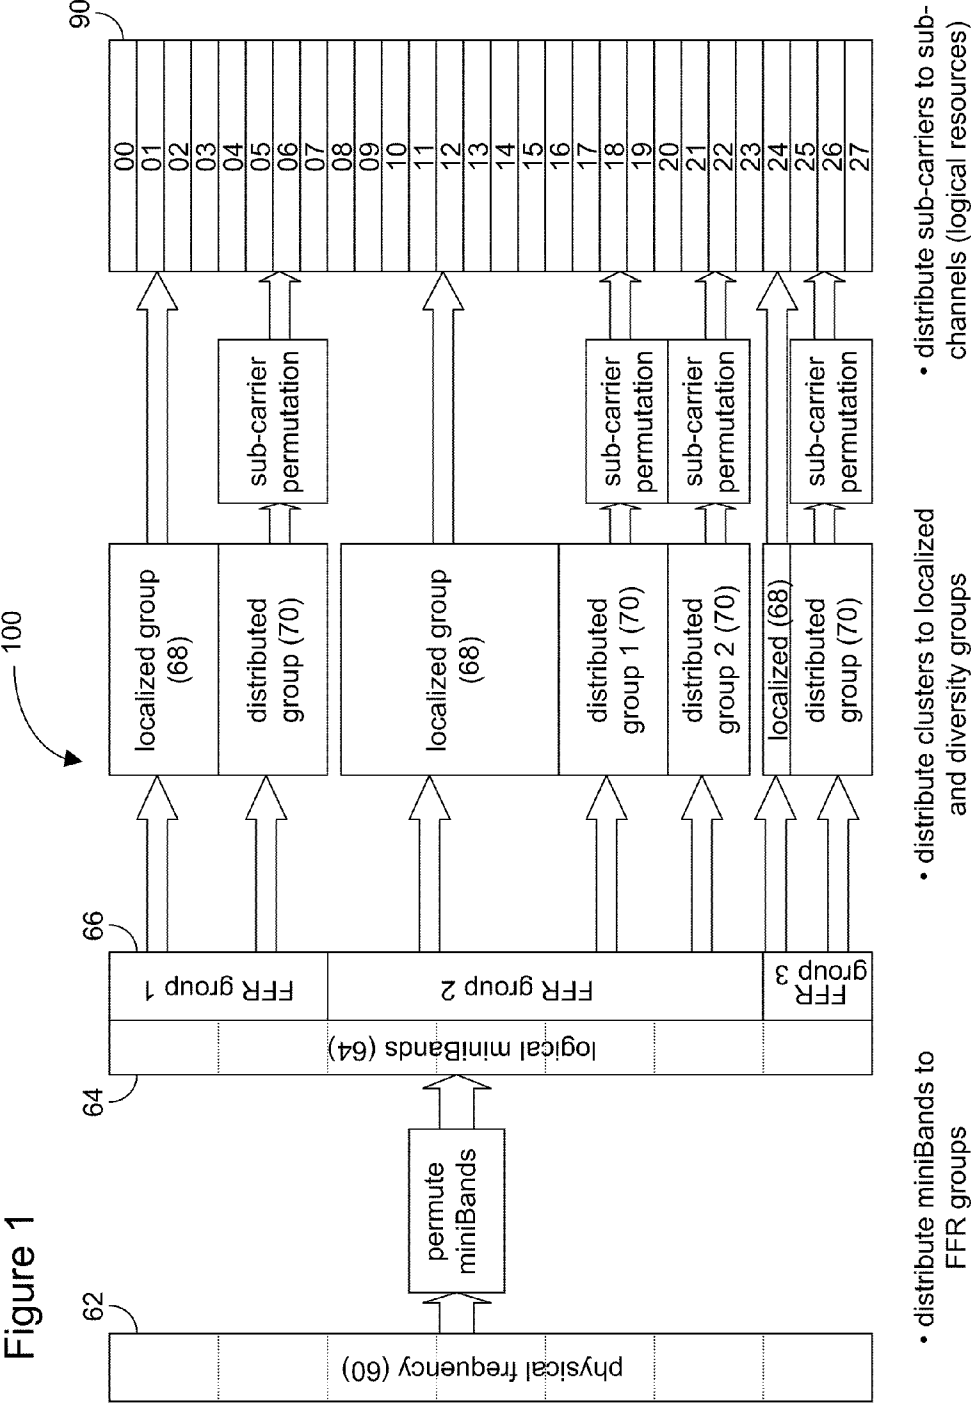 Figure 1
100
62
64
66
90
physical frequency (60)
permute
miniBands
logical miniBands (64)
FFR group 1
FFR group 2
FFR
group 3
localized group
(68)
distributed
group (70)
localized group
(68)
distributed
group 1 (70)
distributed
group 2 (70)
localized (68)
distributed
group (70)
sub-carrier
permutation
sub-carrier
permutation
sub-carrier
permutation
sub-carrier
permutation
00
01
02
03
04
05
06
07
08
09
10
11
12
13
14
15
16
17
18
19
20
21
22
23
24
25
26
27
• distribute miniBands to
FFR groups
• distribute clusters to localized
and diversity groups
• distribute sub-carriers to sub-
channels (logical resources)